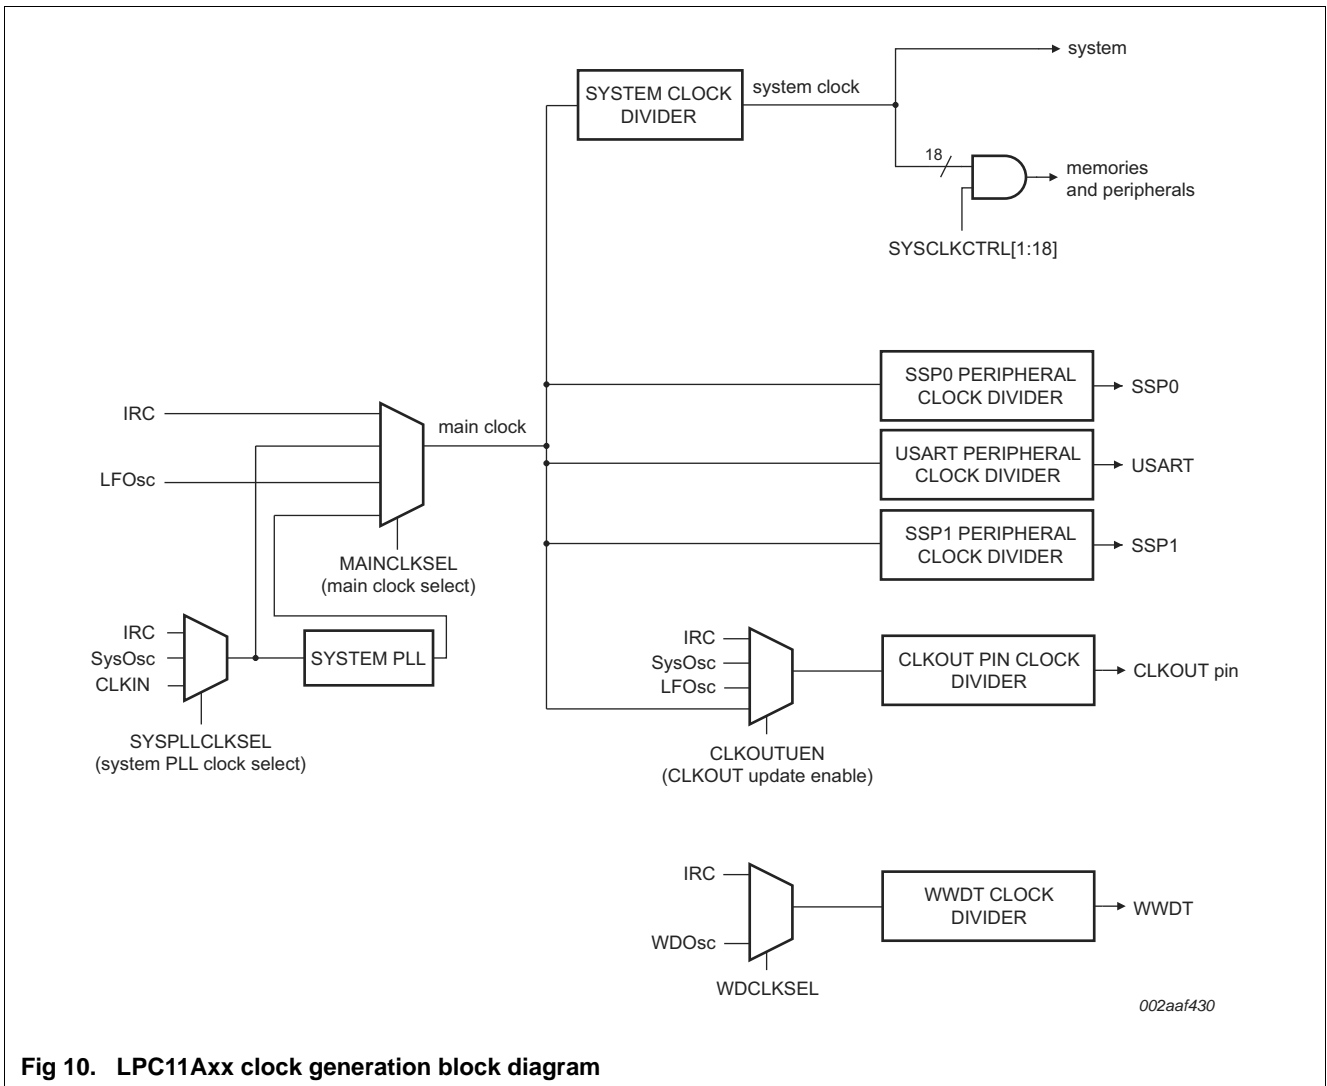 system
SYSTEM CLOCK
DIVIDER
system clock
18
memories
and peripherals
SYSCLKCTRL[1:18]
SSP0 PERIPHERAL
CLOCK DIVIDER
SSP0
IRC
main clock
USART PERIPHERAL
CLOCK DIVIDER
USART
LFOsc
SSP1 PERIPHERAL
CLOCK DIVIDER
SSP1
MAINCLKSEL
(main clock select)
IRC
SysOsc
CLKIN
SYSTEM PLL
SYSPLLCLKSEL
(system PLL clock select)
IRC
SysOsc
LFOsc
CLKOUT PIN CLOCK
DIVIDER
CLKOUT pin
CLKOUTUEN
(CLKOUT update enable)
IRC
WDOsc
WWDT CLOCK
DIVIDER
WWDT
WDCLKSEL
002aaf430
Fig 10. LPC11Axx clock generation block diagram